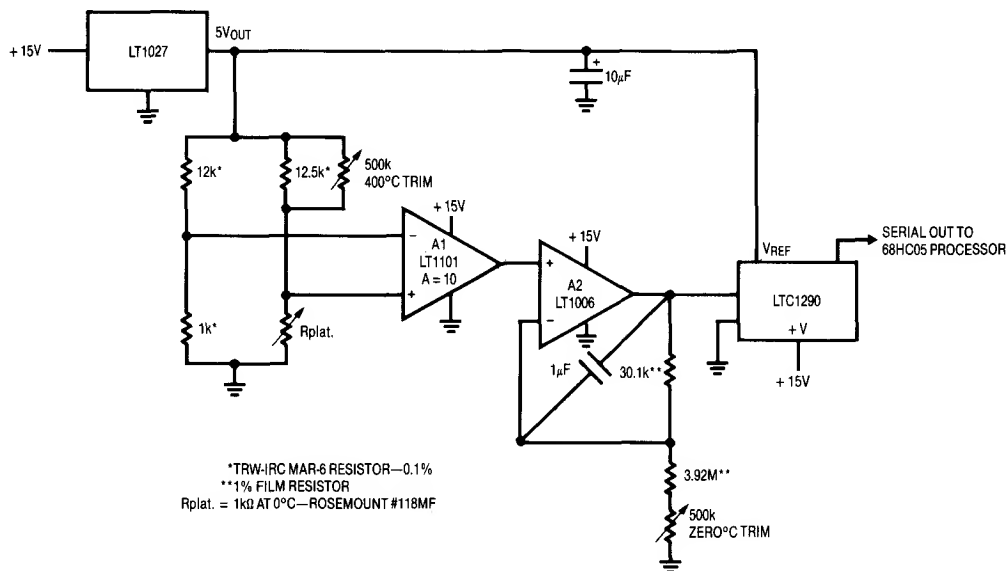 +15V
LT1027
5VOUT
+
10μF
12k*
12.5k*
500k
400°C TRIM
+15V
−
A1
LT1101
A = 10
+
1k*
Rplat.
+15V
+
A2
LT1006
−
1μF
30.1k**
VREF
SERIAL OUT TO
68HC05 PROCESSOR
LTC1290
+V
+15V
3.92M**
500k
ZERO°C TRIM
*TRW-IRC MAR-6 RESISTOR—0.1%
**1% FILM RESISTOR
Rplat. = 1kΩ AT 0°C—ROSEMOUNT #118MF